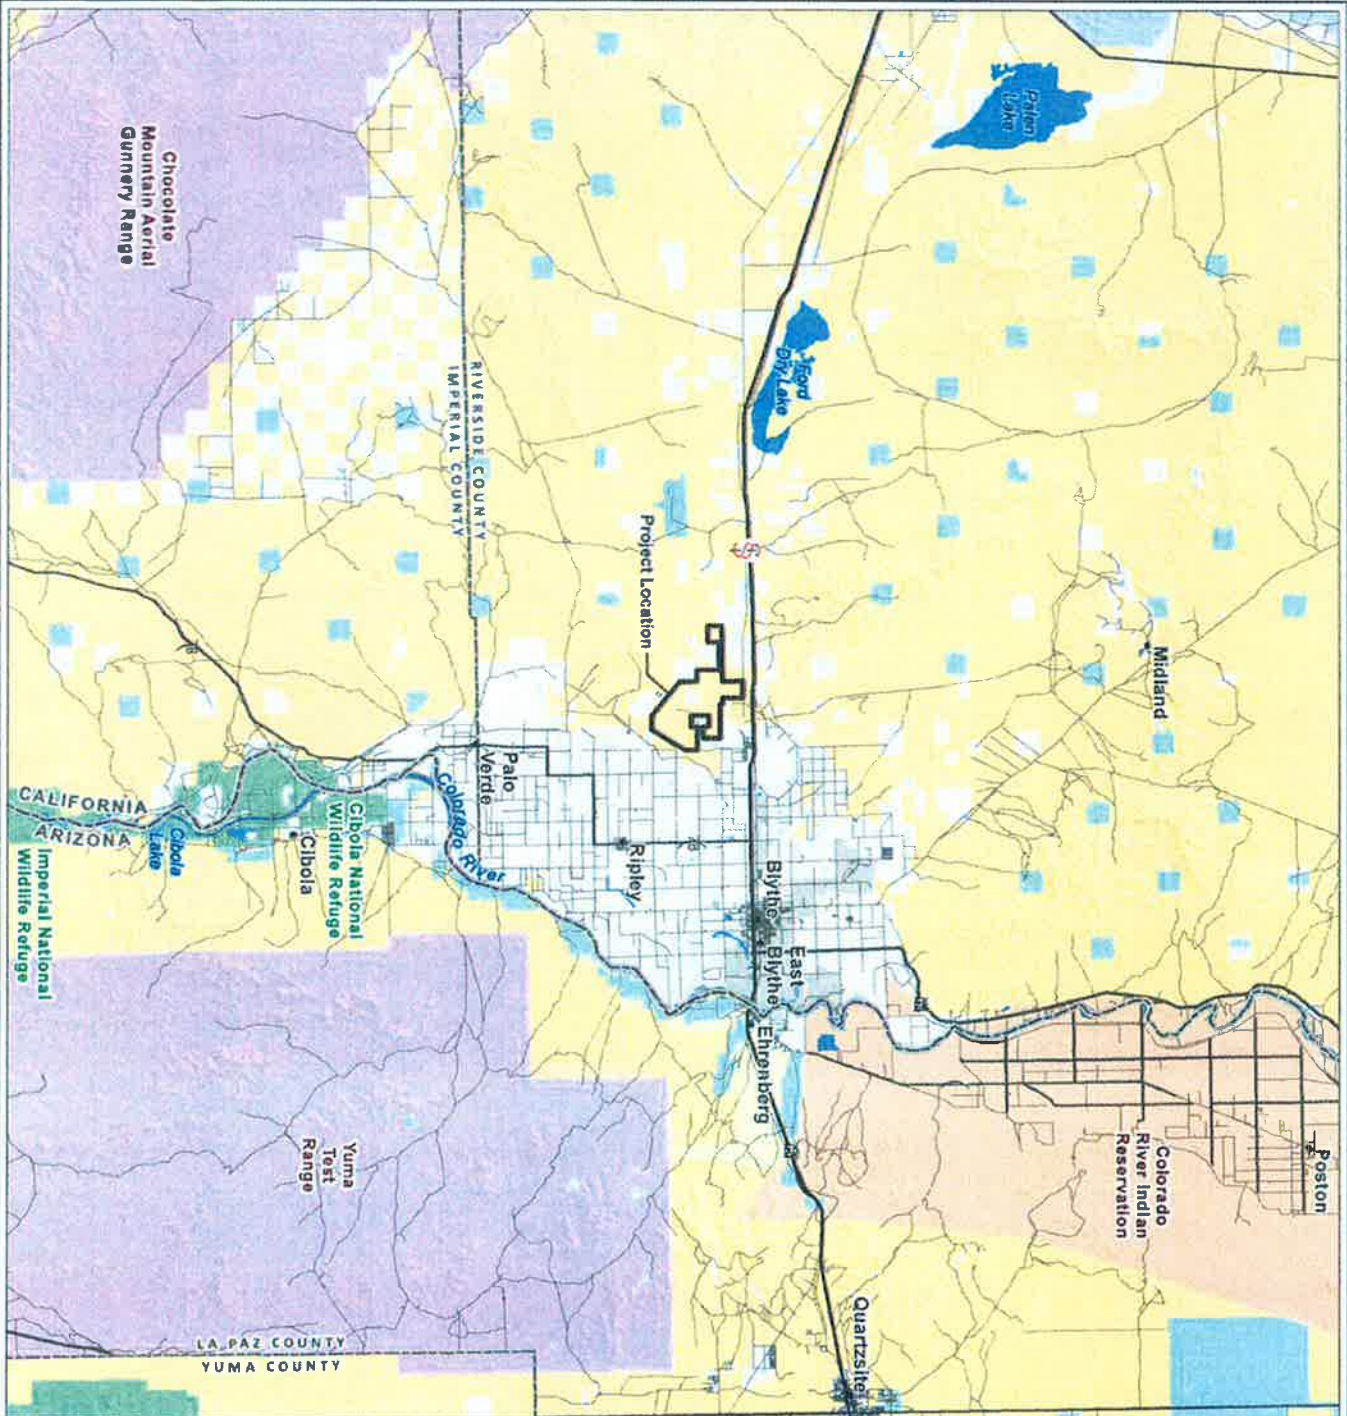 Palen
Lake
Ford
Dry Lake
Midland
Poston
Colorado
River Indian
Reservation
Chocolate
Mountain Aerial
Gunnery Range
RIVERSIDE COUNTY
IMPERIAL COUNTY
Project Location
Blythe
East
Blythe
Ehrenberg
Quartzsite
Ripley
Palo
Verde
Colorado River
Cibola National
Wildlife Refuge
Cibola
Cibola
Lake
CALIFORNIA
ARIZONA
Imperial National
Wildlife Refuge
Yuma
Test
Range
LA PAZ COUNTY
YUMA COUNTY